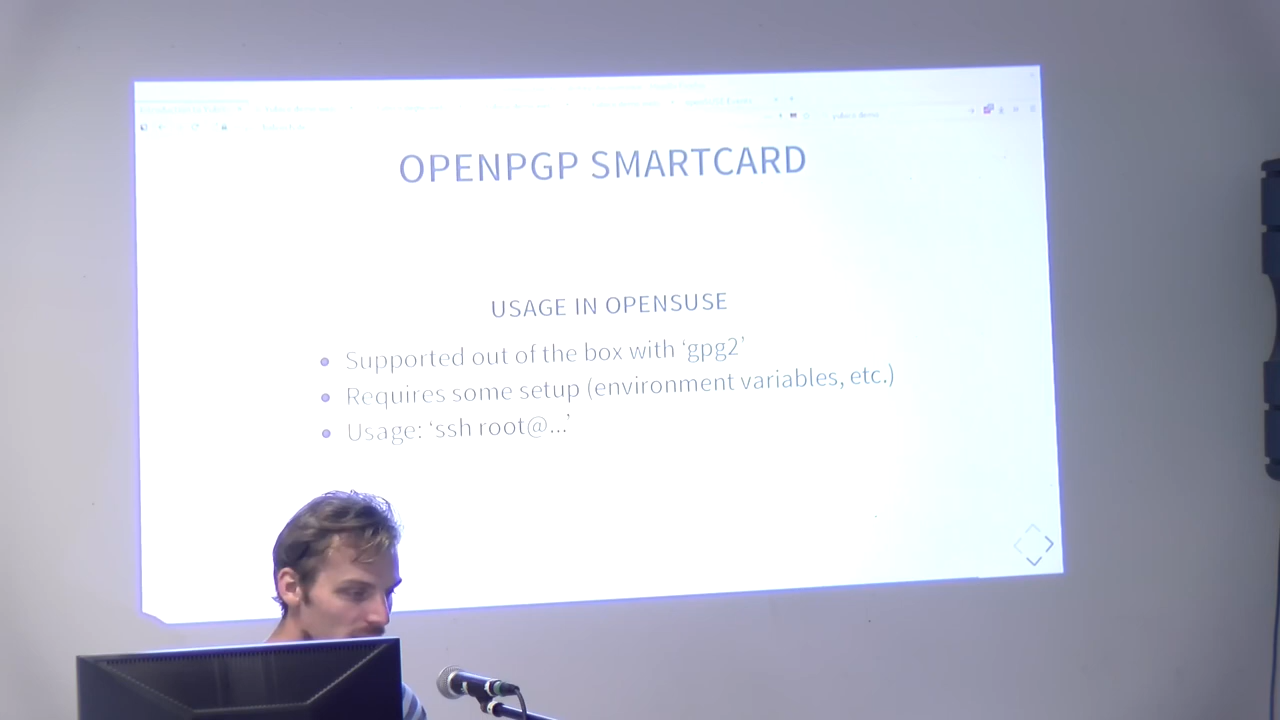 OPENPGP SMARTCARD
USAGE IN OPENSUSE
Supported out of the box with ‘gpg2’
Requires some setup (environment variables, etc.)
Usage: ‘ssh root@...’